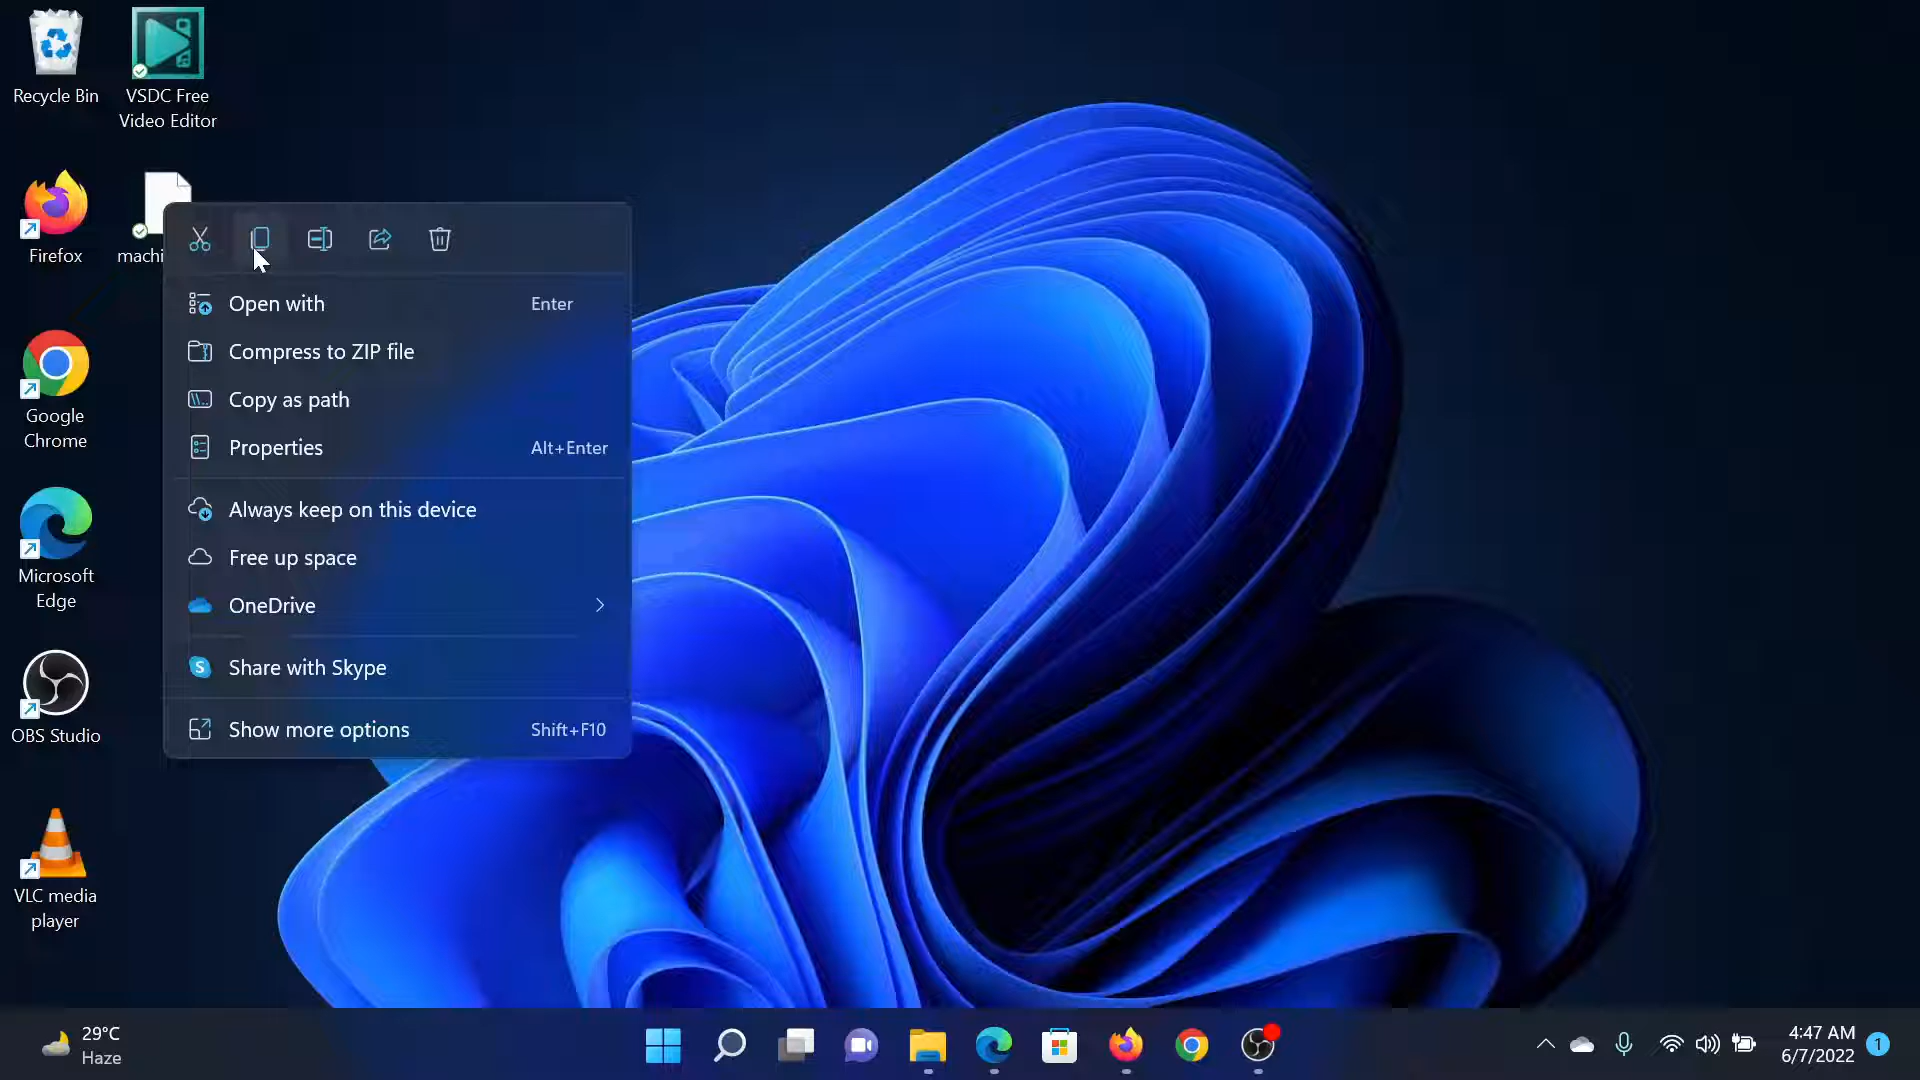 Recycle Bin
VSDC Free
Video Editor
Firefox
machi
Google
Chrome
Microsoft
Edge
OBS Studio
VLC media
player
Open with Enter
Compress to ZIP file
Copy as path
Properties Alt+Enter
Always keep on this device
Free up space
OneDrive
S
Share with Skype
Show more options Shift+F10
29°C
Haze
4:47 AM
6/7/2022
1